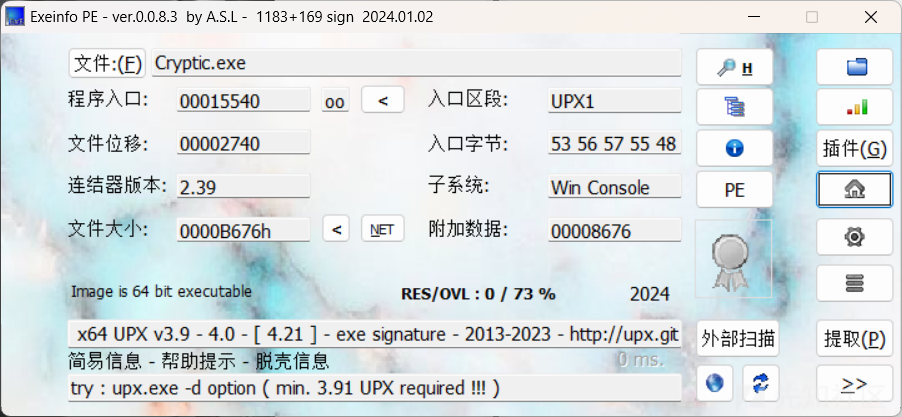 Exeinfo PE - ver.0.0.8.3 by A.S.L - 1183+169 sign 2024.01.02
文件:(F) Cryptic.exe H
程序入口: 00015540 oo < 入口区段: UPX1
文件位移: 00002740 入口字节: 53 56 57 55 48 插件(G)
连结器版本: 2.39 子系统: Win Console PE
文件大小: 0000B676h < NET 附加数据: 00008676
Image is 64 bit executable RES/OVL : 0 / 73 % 2024
x64 UPX v3.9 - 4.0 - [ 4.21 ] - exe signature - 2013-2023 - http://upx.git 外部扫描 提取(P)
简易信息 - 帮助提示 - 脱壳信息 0 ms.
try : upx.exe -d option ( min. 3.91 UPX required !!! ) >>